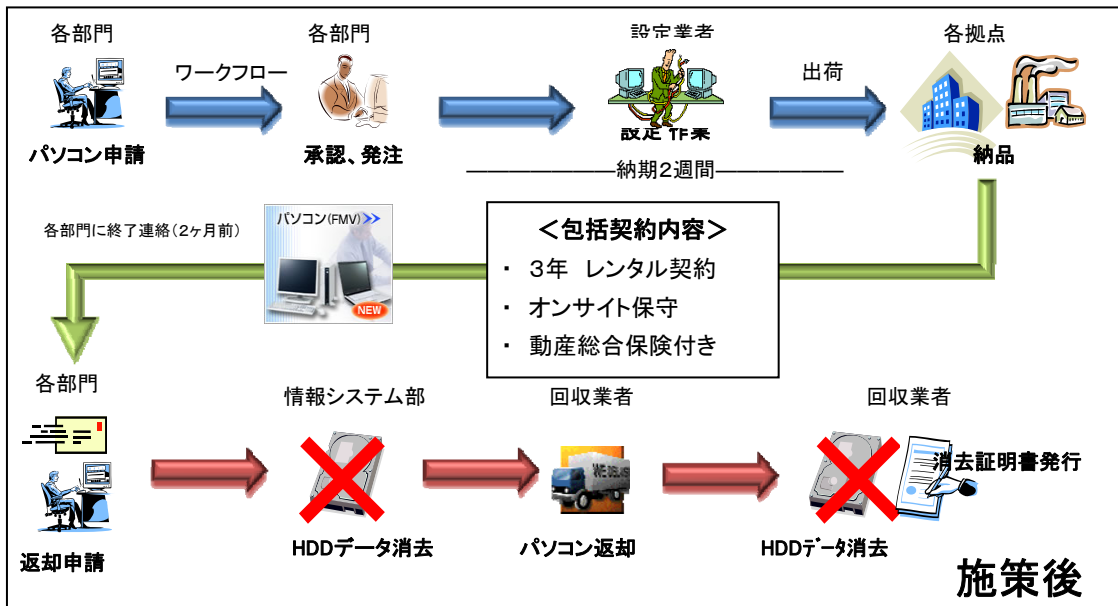 各部門
各部門
設定業者
各拠点
ワークフロー
出荷
パソコン申請
承認、発注
設定 作業
納品
―――――――納期2週間――――――
各部門に終了連絡(2ヶ月前)
パソコン(FMV)
NEW
<包括契約内容>
・ 3年 レンタル契約
・ オンサイト保守
・ 動産総合保険付き
各部門
情報システム部
回収業者
回収業者
消去証明書発行
返却申請
HDDデータ消去
パソコン返却
HDDデータ消去
施策後